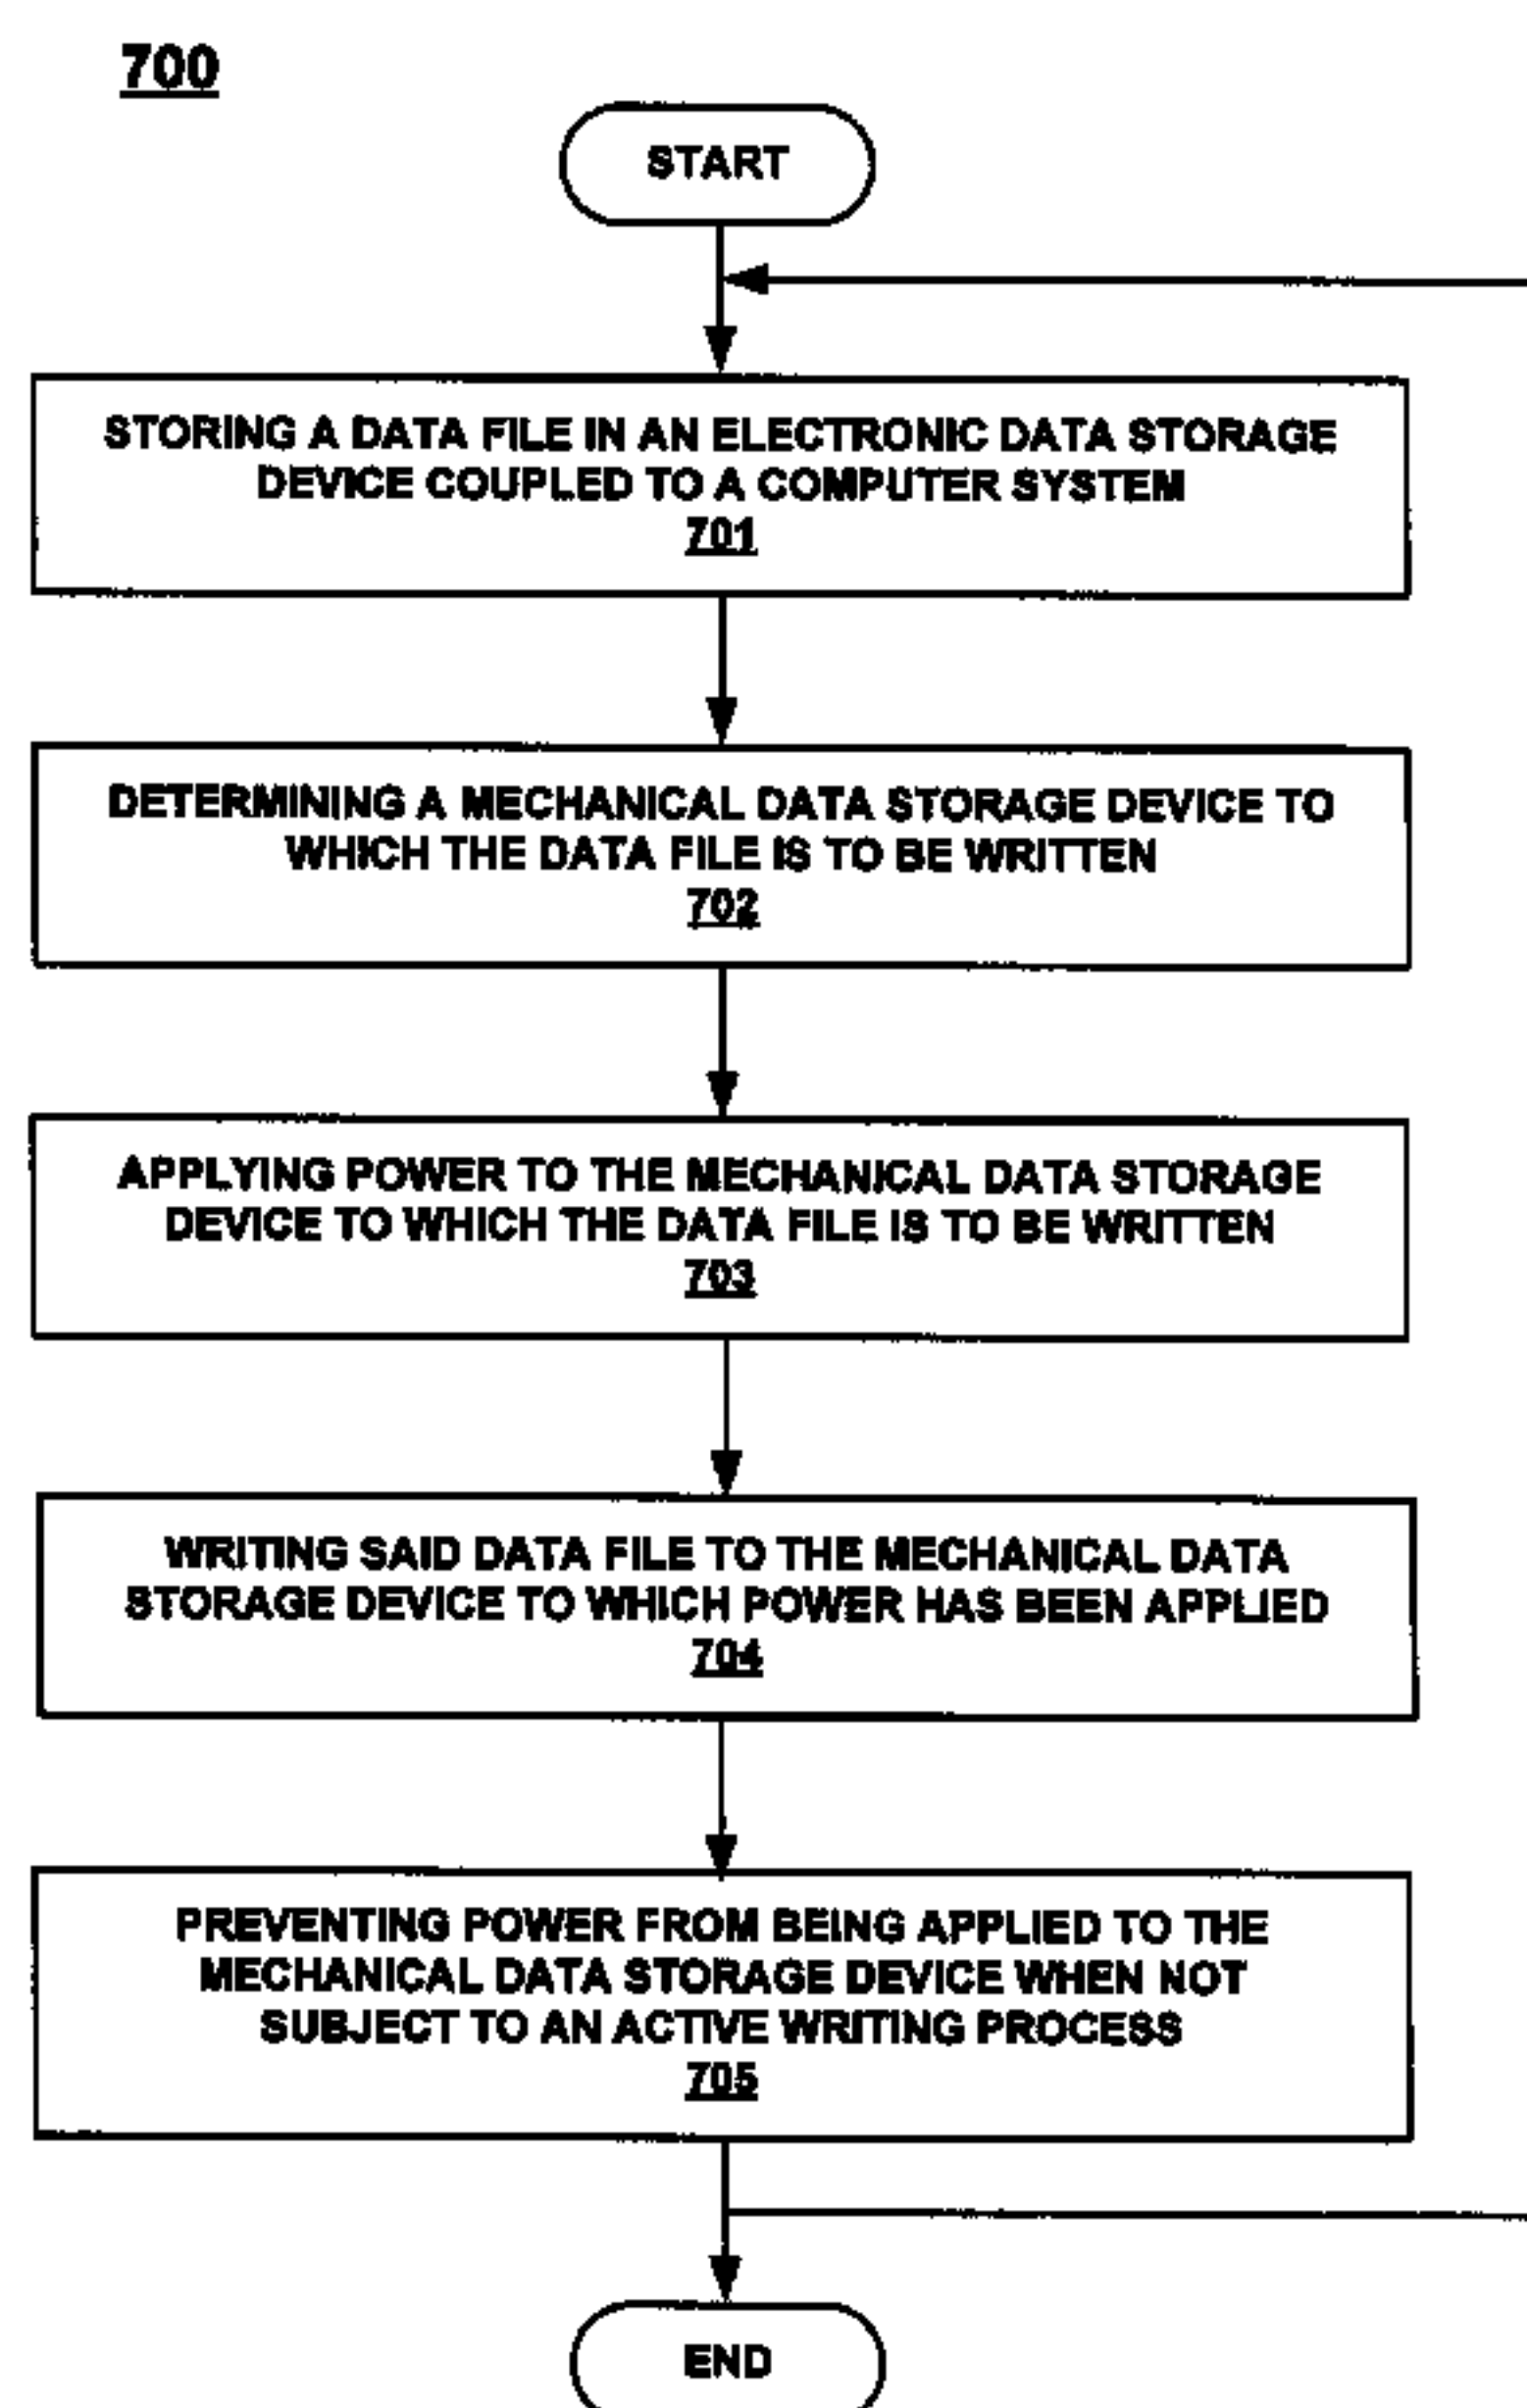 700
START
STORING A DATA FILE IN AN ELECTRONIC DATA STORAGE
DEVICE COUPLED TO A COMPUTER SYSTEM
701
DETERMINING A MECHANICAL DATA STORAGE DEVICE TO
WHICH THE DATA FILE IS TO BE WRITTEN
702
APPLYING POWER TO THE MECHANICAL DATA STORAGE
DEVICE TO WHICH THE DATA FILE IS TO BE WRITTEN
703
WRITING SAID DATA FILE TO THE MECHANICAL DATA
STORAGE DEVICE TO WHICH POWER HAS BEEN APPLIED
704
PREVENTING POWER FROM BEING APPLIED TO THE
MECHANICAL DATA STORAGE DEVICE WHEN NOT
SUBJECT TO AN ACTIVE WRITING PROCESS
705
END